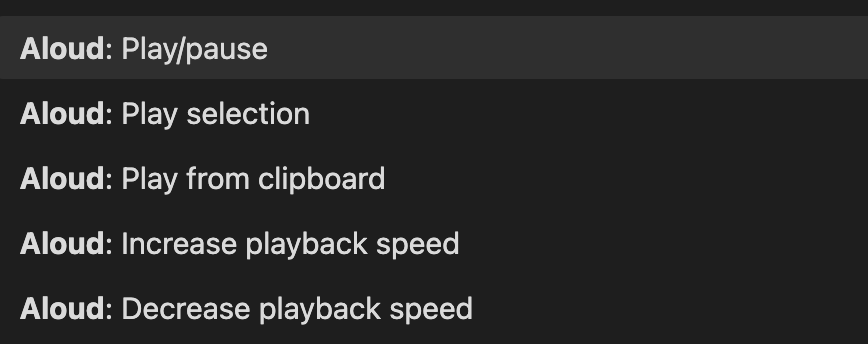 Aloud: Play/pause
Aloud: Play selection
Aloud: Play from clipboard
Aloud: Increase playback speed
Aloud: Decrease playback speed